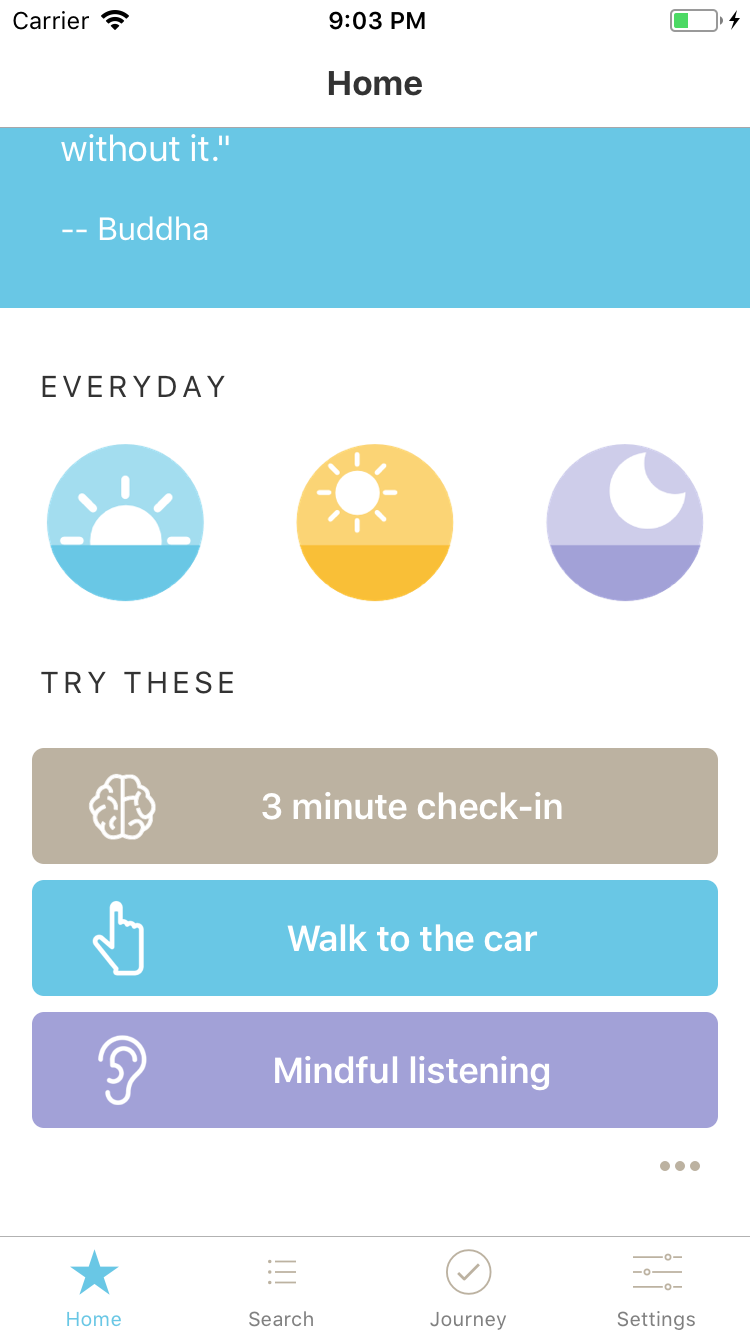 Carrier 9:03 PM
Home
without it."
-- Buddha
EVERYDAY
TRY THESE
3 minute check-in
Walk to the car
Mindful listening
Home Search Journey Settings